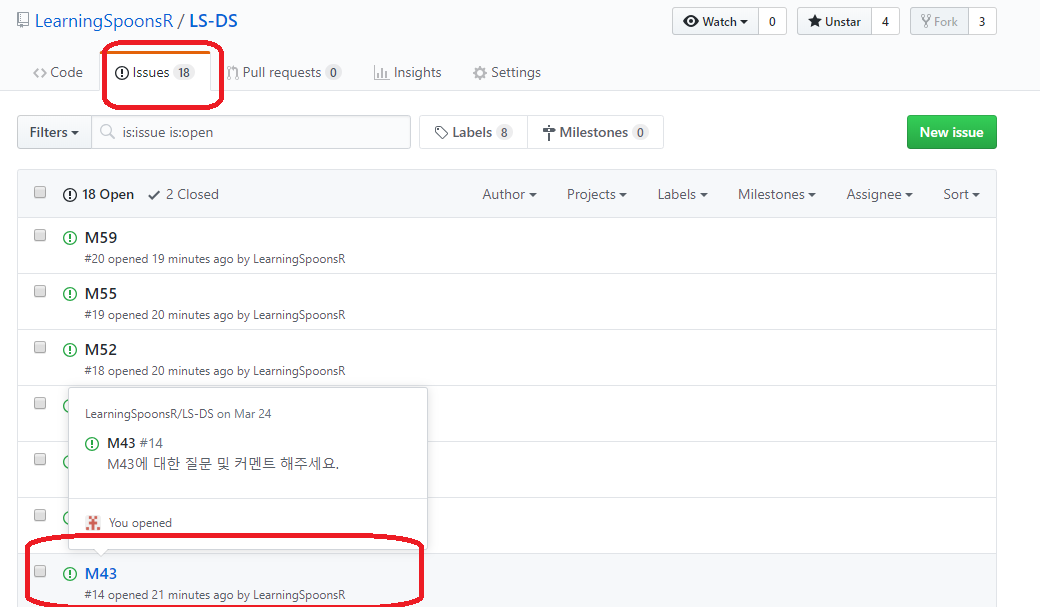 LearningSpoonsR / LS-DS
Watch 0
Unstar 4
Fork 3
Code
Issues 18
Pull requests 0
Insights
Settings
Filters
is:issue is:open
Labels 8
Milestones 0
New issue
18 Open
2 Closed
Author
Projects
Labels
Milestones
Assignee
Sort
M59
#20 opened 19 minutes ago by LearningSpoonsR
M55
#19 opened 20 minutes ago by LearningSpoonsR
M52
#18 opened 20 minutes ago by LearningSpoonsR
LearningSpoonsR/LS-DS on Mar 24
M43 #14
M43에 대한 질문 및 커멘트 해주세요.
You opened
M43
#14 opened 21 minutes ago by LearningSpoonsR